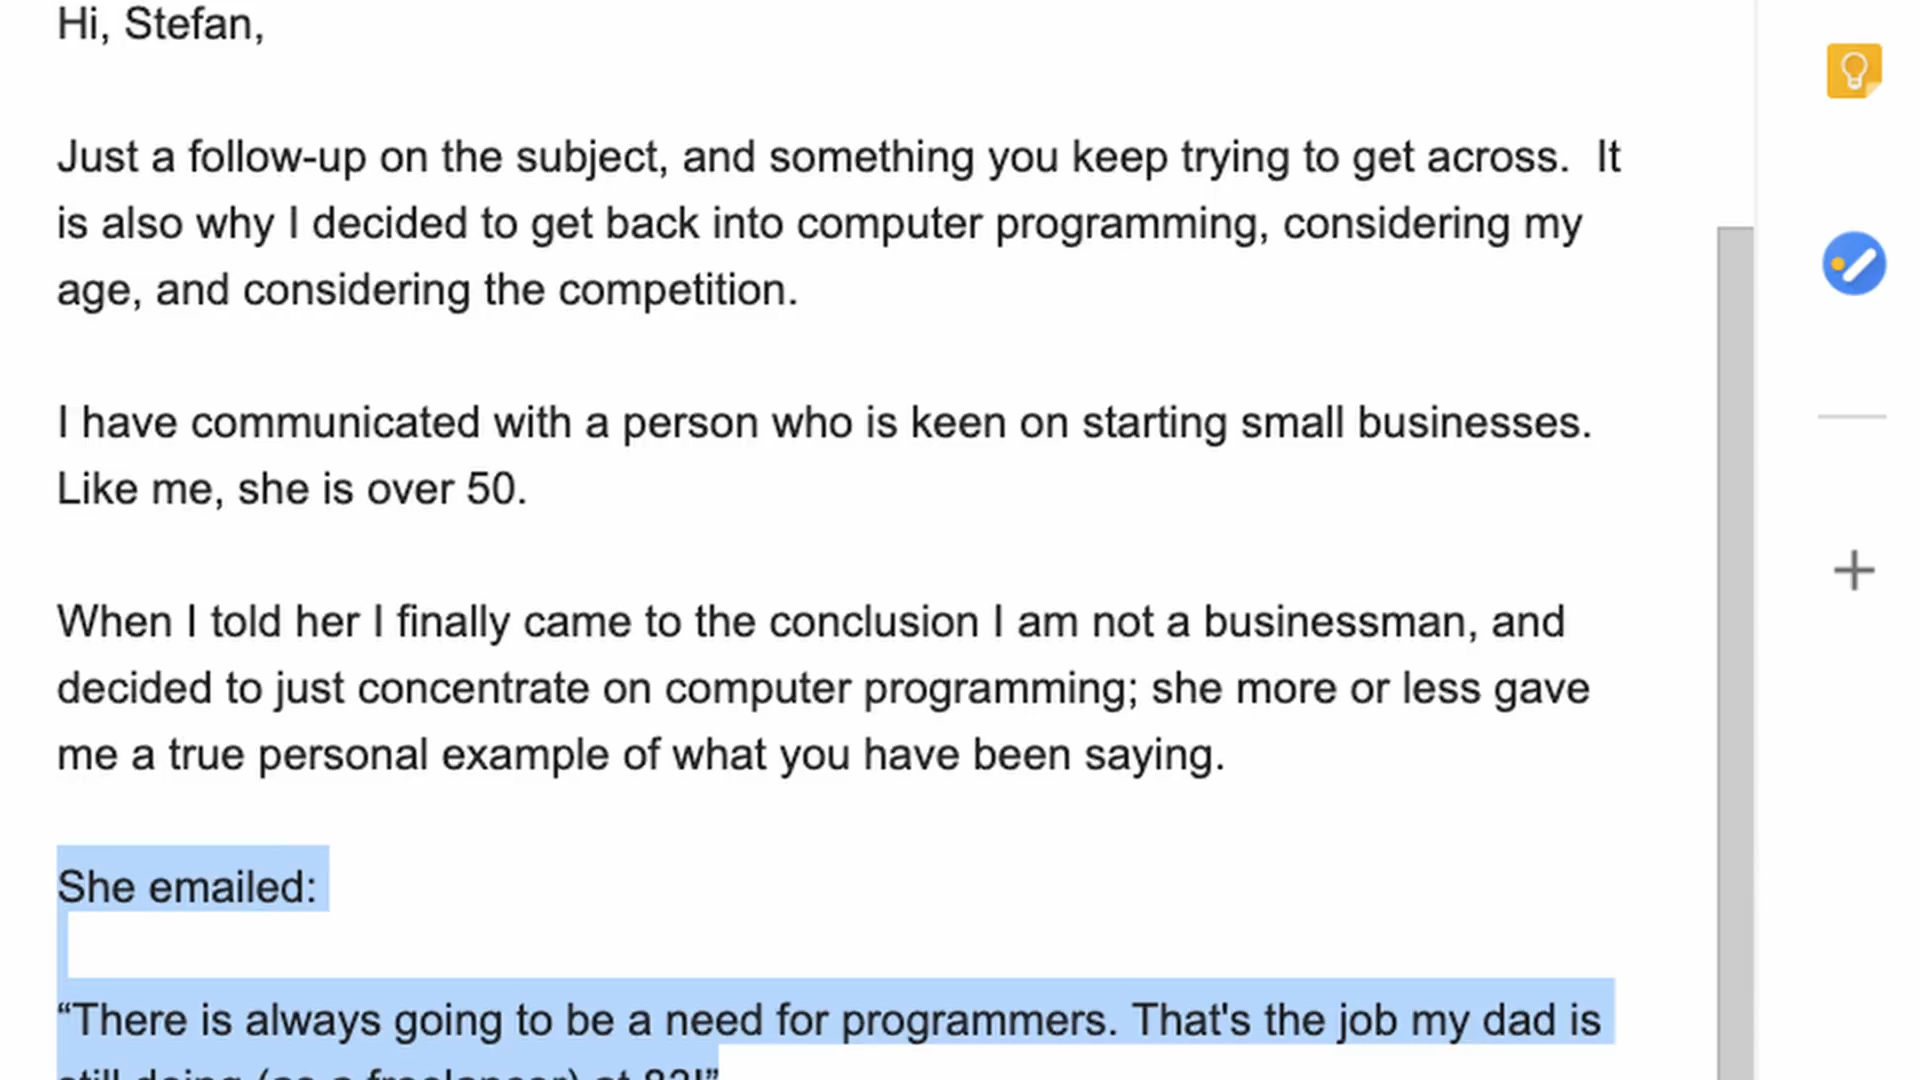 Hi, Stefan,
Just a follow-up on the subject, and something you keep trying to get across.  It
is also why I decided to get back into computer programming, considering my
age, and considering the competition.
I have communicated with a person who is keen on starting small businesses.
Like me, she is over 50.
When I told her I finally came to the conclusion I am not a businessman, and
decided to just concentrate on computer programming; she more or less gave
me a true personal example of what you have been saying.
She emailed:
“There is always going to be a need for programmers. That's the job my dad is
still doing (as a freelancer) at